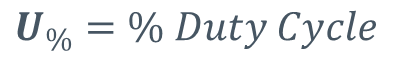 U% = % Duty Cycle